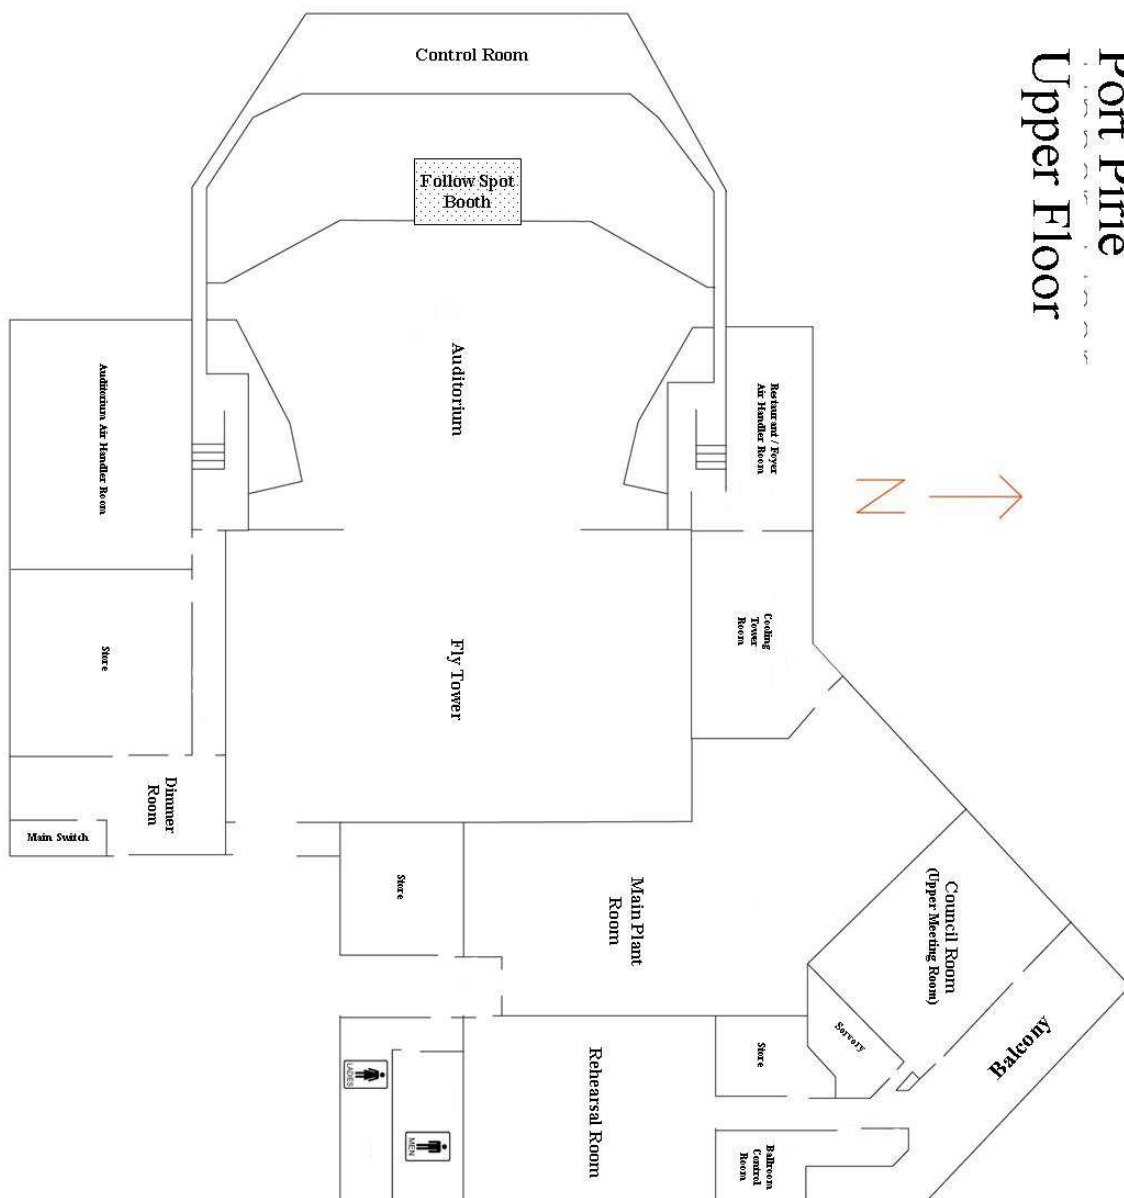 Port Pirie
Upper Floor
Control Room
Follow Spot
Booth
Auditorium
Auditorium Air Handler Room
Restaurant / Foyer
Air Handler Room
N
Cooling
Tower
Room
Fly Tower
Store
Dimmer
Room
Main Switch
Store
Main Plant
Room
Council Room
(Upper Meeting Room)
Balcony
Servery
Store
Rehearsal Room
LADIES
MEN
Ballroom
Control
Room